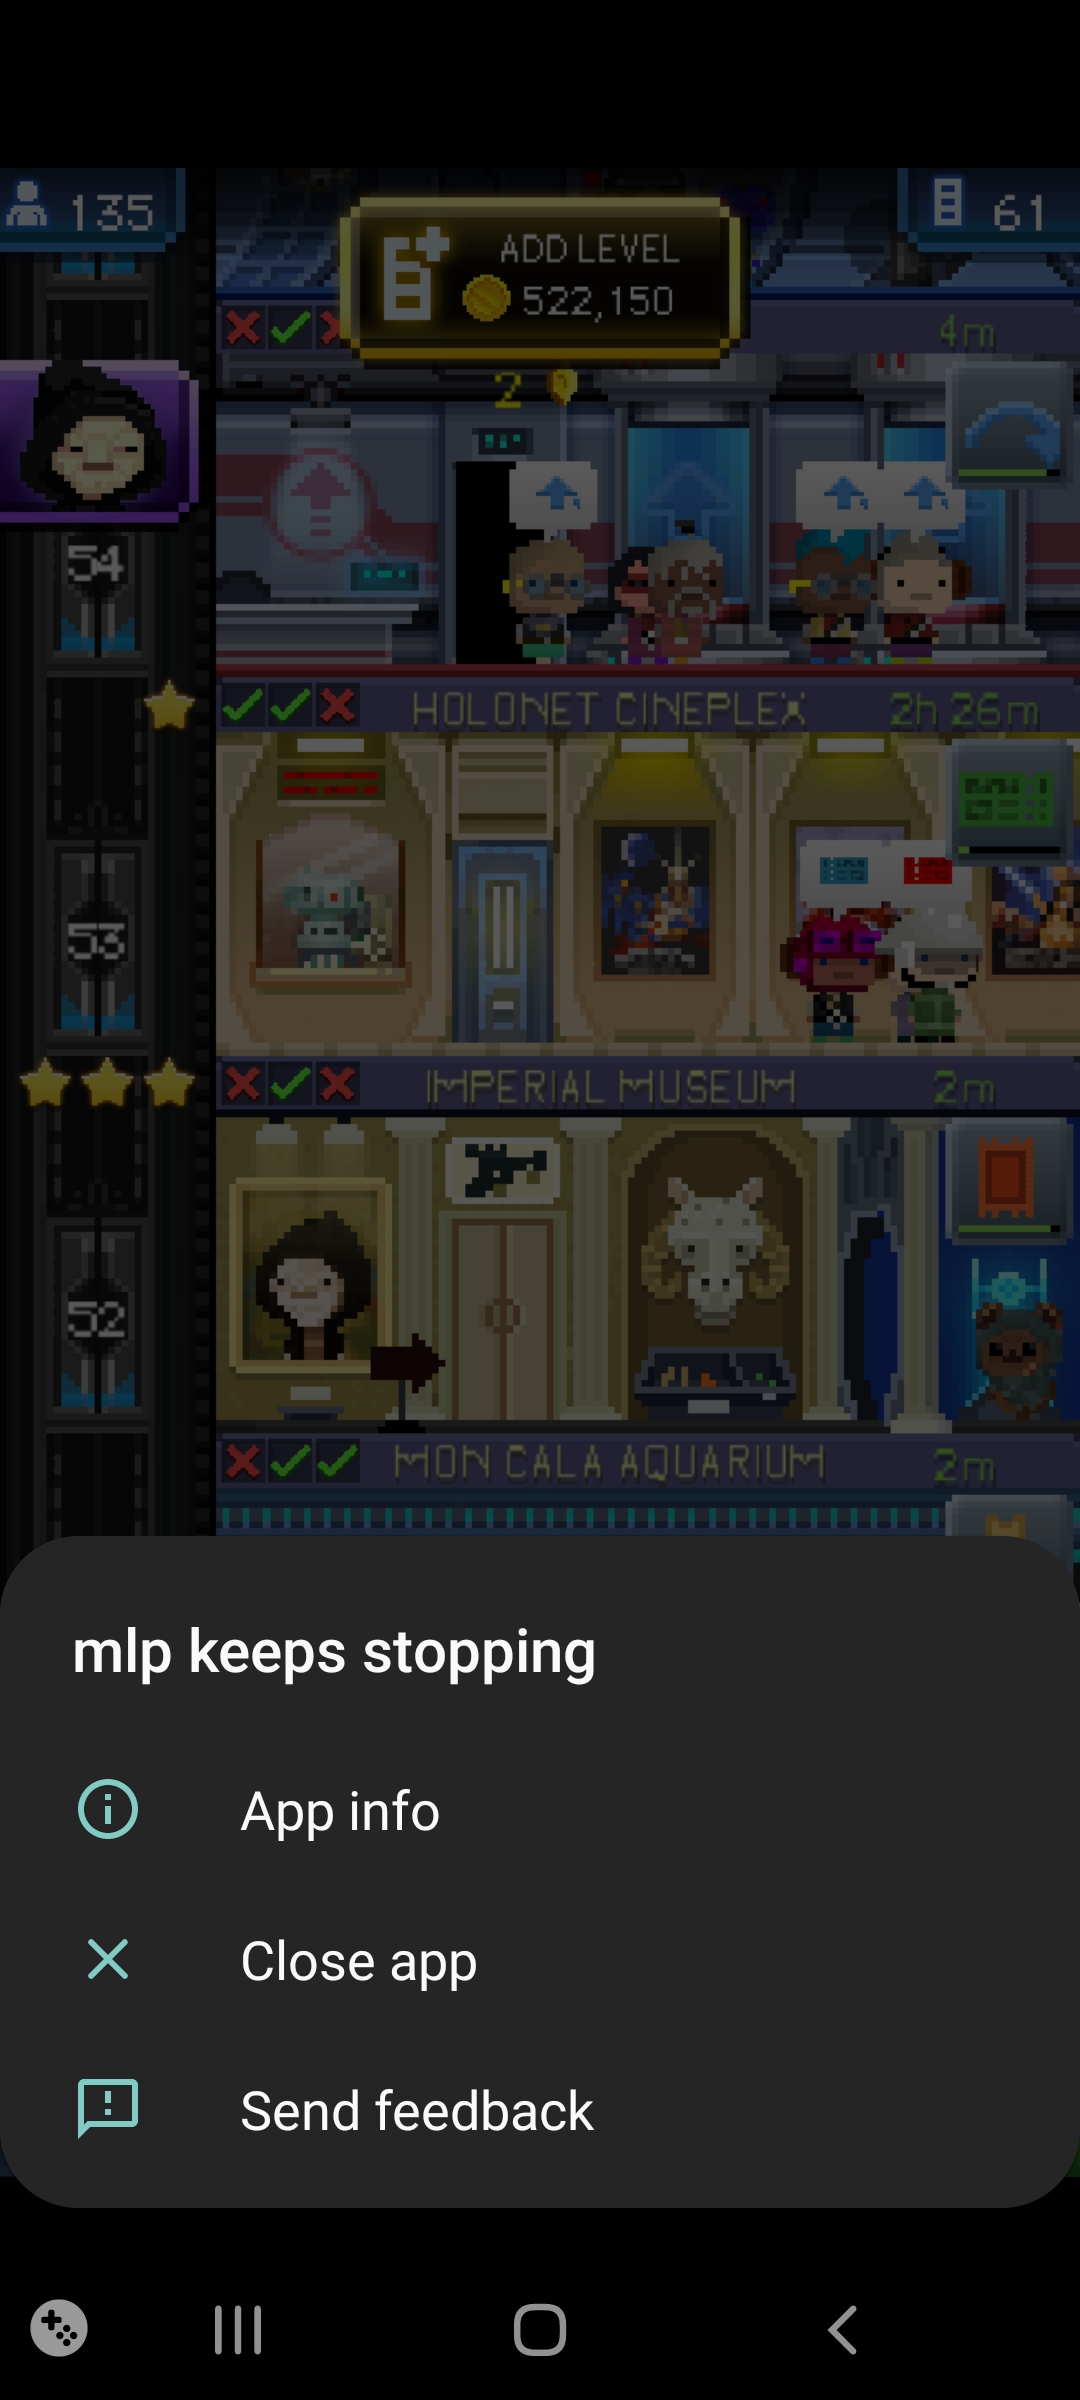 135
ADD LEVEL
522,150
61
4m
2
54
HOLONET CINEPLEX 2h 26m
53
IMPERIAL MUSEUM 2m
52
MON CALA AQUARIUM 2m
mlp keeps stopping
App info
Close app
Send feedback